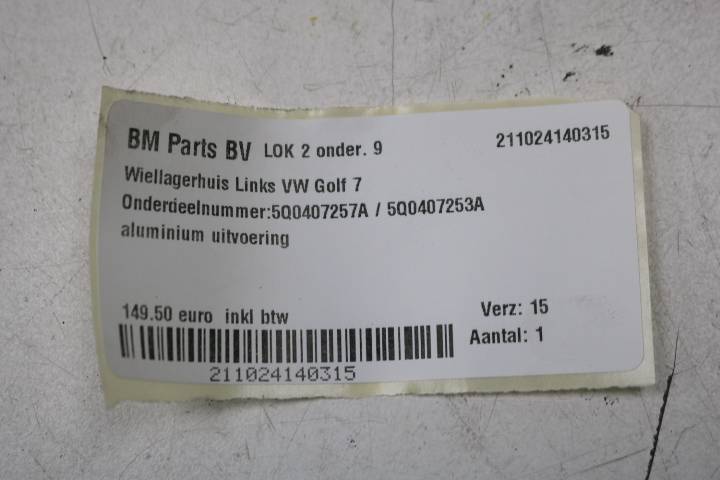 BM Parts BV LOK 2 onder. 9 211024140315
Wiellagerhuis Links VW Golf 7
Onderdeelnummer:5Q0407257A / 5Q0407253A
aluminium uitvoering
149.50 euro inkl btw Verz: 15
Aantal: 1
211024140315